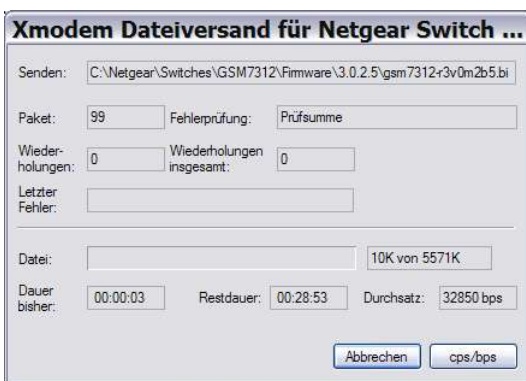 Xmodem Dateiversand für Netgear Switch ...
Senden: C:\Netgear\Switches\GSM7312\Firmware\3.0.2.5\gsm7312-r3v0m2b5.bi
Paket: 99 Fehlerprüfung: Prüfsumme
Wieder-
holungen: 0 Wiederholungen
insgesamt: 0
Letzter
Fehler:
Datei: 10K von 5571K
Dauer
bisher: 00:00:03 Restdauer: 00:28:53 Durchsatz: 32850 bps
Abbrechen cps/bps